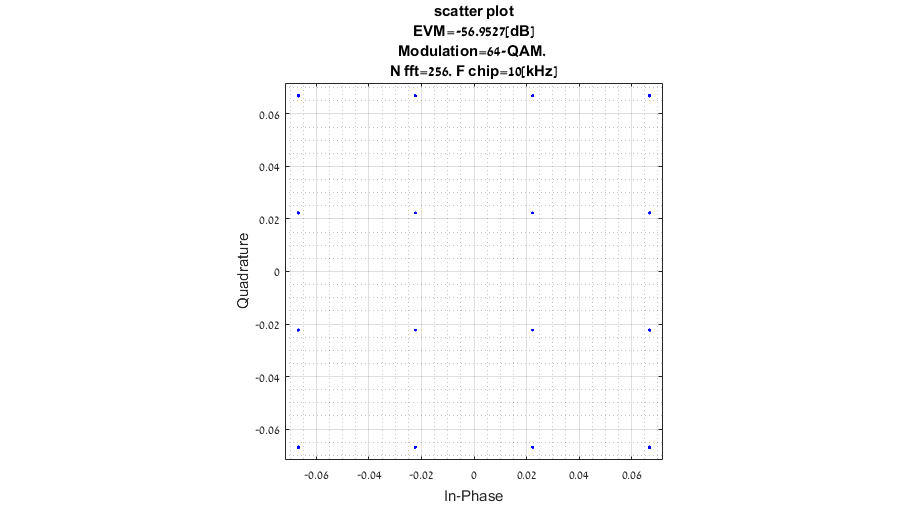 scatter plot
EVM=-56.9527[dB]
Modulation=64-QAM.
N fft=256. F chip=10[kHz]
0.06
0.04
0.02
0
-0.02
-0.04
-0.06
Quadrature
-0.06 -0.04 -0.02 0 0.02 0.04 0.06
In-Phase